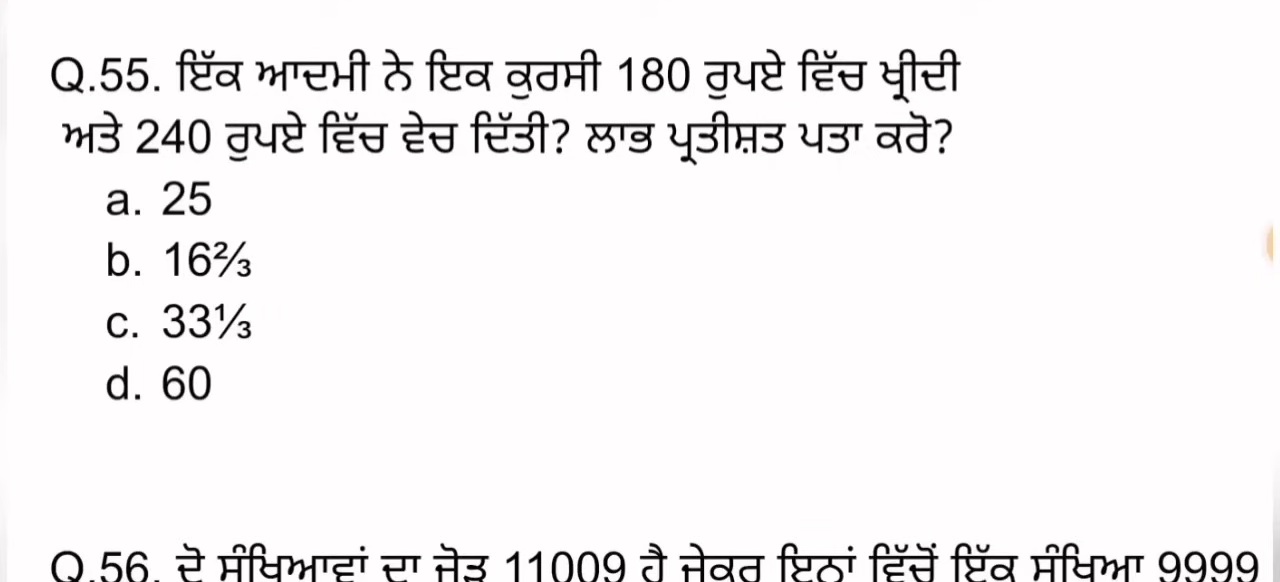 Q.55. ਇੱਕ ਆਦਮੀ ਨੇ ਇਕ ਕੁਰਸੀ 180 ਰੁਪਏ ਵਿੱਚ ਖ੍ਰੀਦੀ
ਅਤੇ 240 ਰੁਪਏ ਵਿੱਚ ਵੇਚ ਦਿੱਤੀ? ਲਾਭ ਪ੍ਰਤੀਸ਼ਤ ਪਤਾ ਕਰੋ?
a. 25
b. 16⅔
c. 33⅓
d. 60
Q.56. ਦੋ ਸੰਖਿਆਵਾਂ ਦਾ ਜੋੜ 11009 ਹੈ ਜੇਕਰ ਇਨਾਂ ਵਿੱਚੋਂ ਇੱਕ ਸੰਖਿਆ 9999